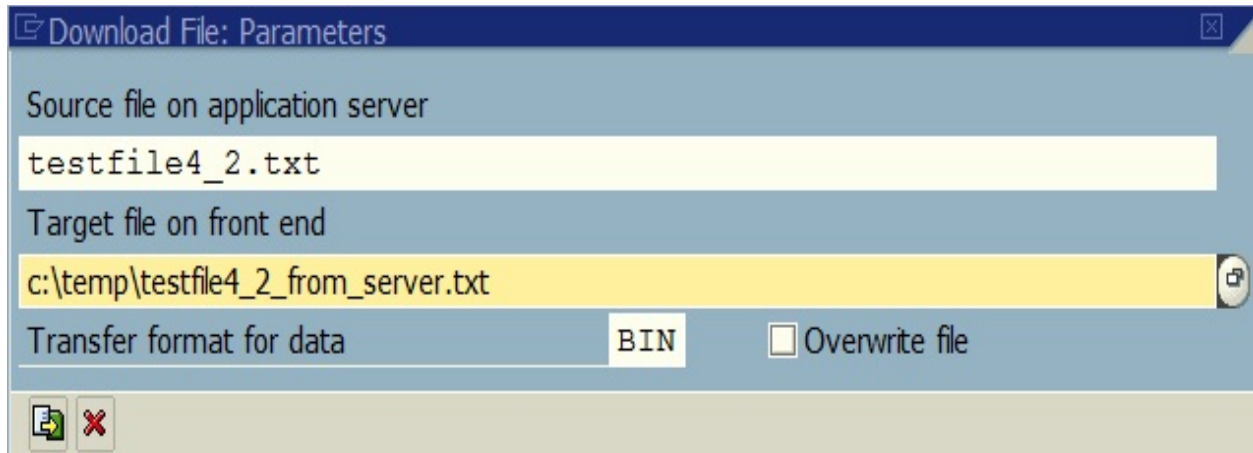 Download File: Parameters
Source file on application server
testfile4_2.txt
Target file on front end
c:\temp\testfile4_2_from_server.txt
Transfer format for data BIN Overwrite file